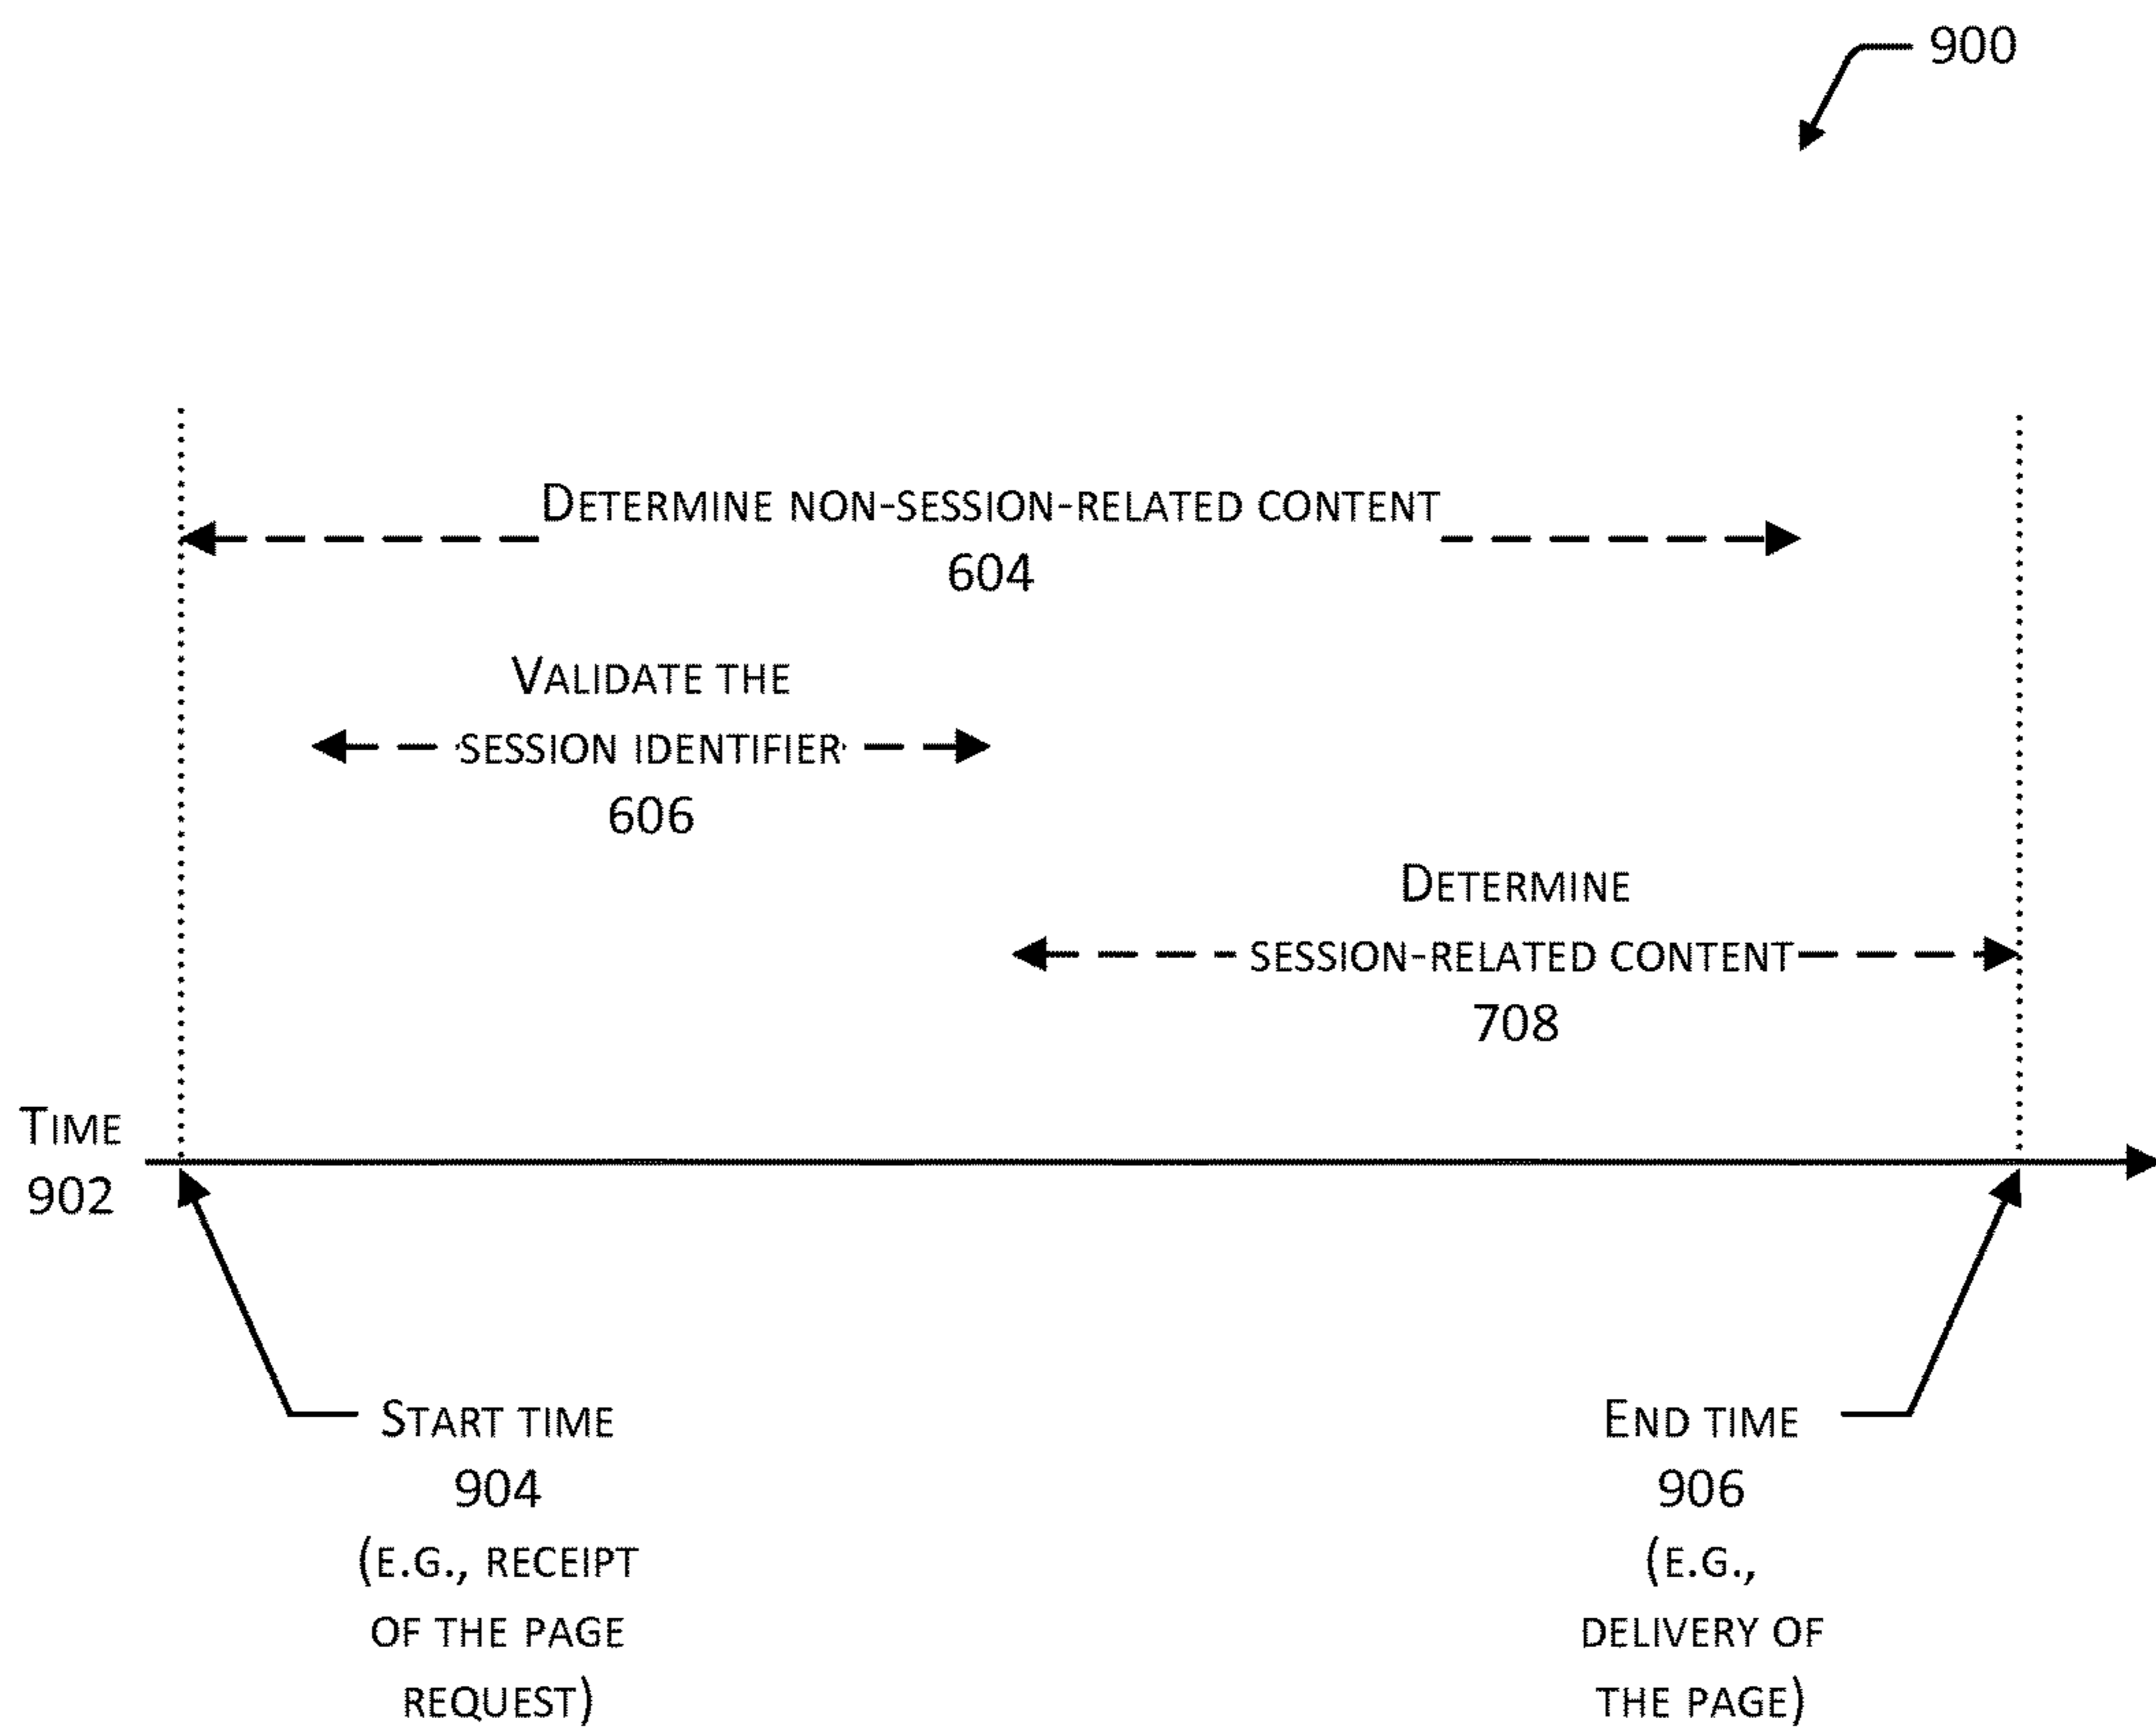 900
DETERMINE NON-SESSION-RELATED CONTENT
604
VALIDATE THE
SESSION IDENTIFIER
606
DETERMINE
SESSION-RELATED CONTENT
708
TIME
902
START TIME
904
(E.G., RECEIPT
OF THE PAGE
REQUEST)
END TIME
906
(E.G.,
DELIVERY OF
THE PAGE)